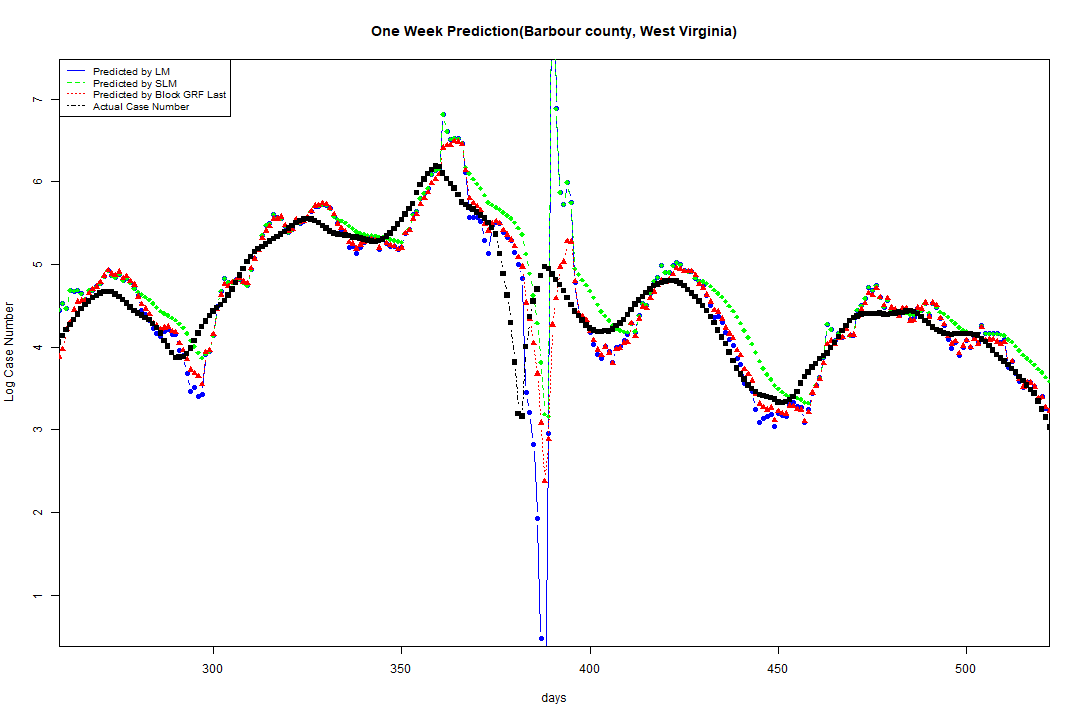 One Week Prediction(Barbour county, West Virginia)
Predicted by LM
Predicted by SLM
Predicted by Block GRF Last
Actual Case Number
Log Case Number
7
6
5
4
3
2
1
300 350 400 450 500
days